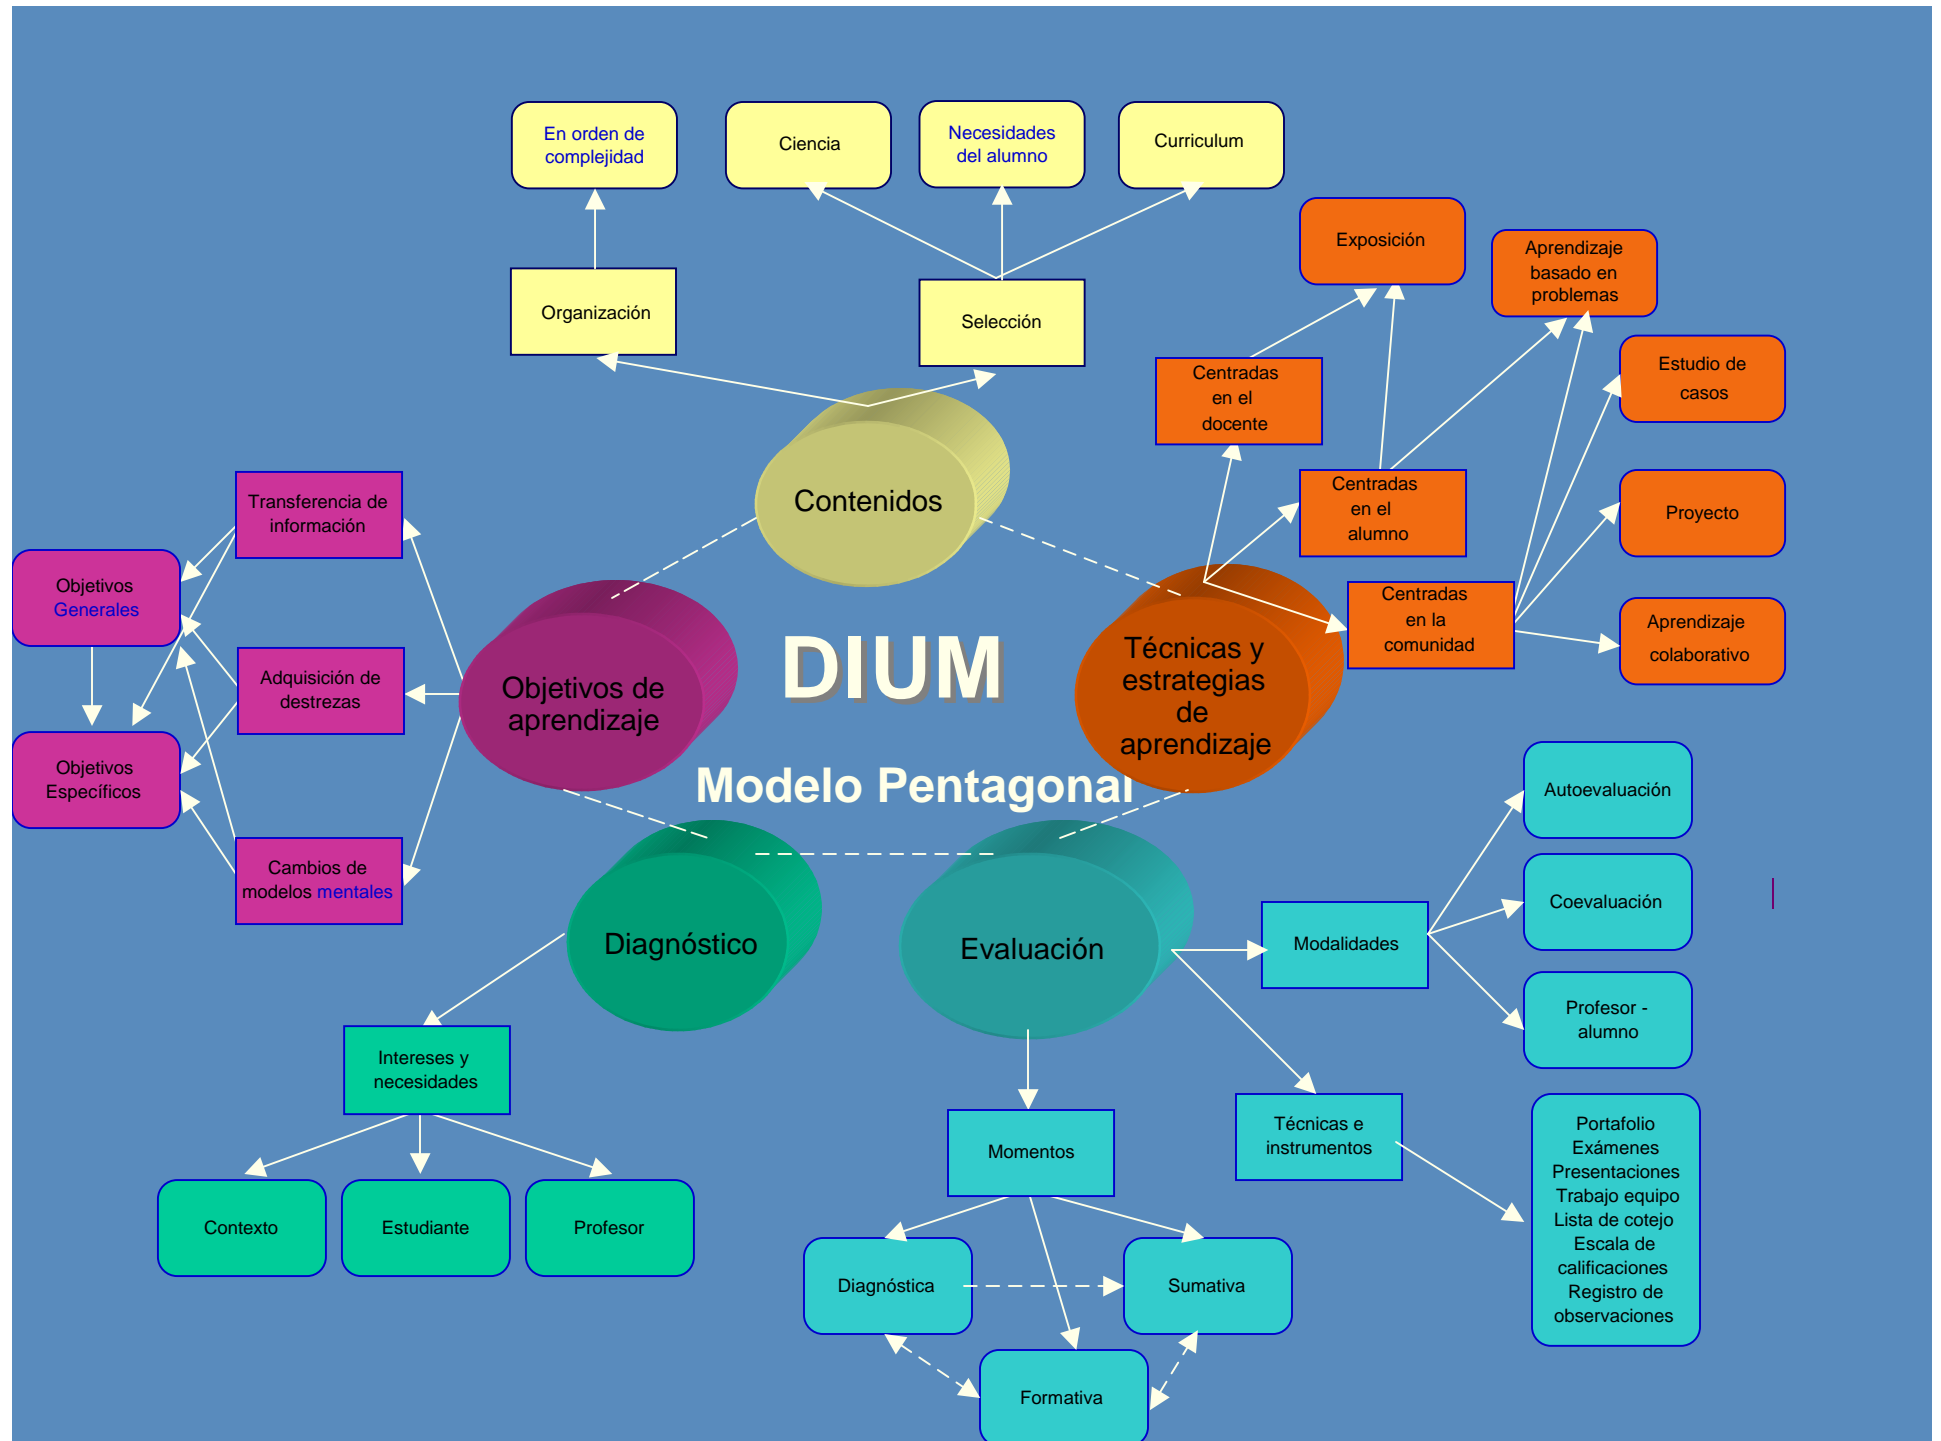 En orden de
complejidad
Ciencia
Necesidades
del alumno
Curriculum
Organización
Selección
Exposición
Aprendizaje
basado en
problemas
Estudio de
casos
Proyecto
Aprendizaje
colaborativo
Centradas
en el
docente
Centradas
en el
alumno
Centradas
en la
comunidad
Contenidos
Transferencia de
información
Objetivos
Generales
Adquisición de
destrezas
Objetivos
Específicos
Cambios de
modelos mentales
Objetivos de
aprendizaje
DIUM
Modelo Pentagonal
Técnicas y
estrategias
de
aprendizaje
Diagnóstico
Evaluación
Intereses y
necesidades
Contexto
Estudiante
Profesor
Modalidades
Autoevaluación
Coevaluación
Profesor -
alumno
Momentos
Diagnóstica
Sumativa
Formativa
Técnicas e
instrumentos
Portafolio
Exámenes
Presentaciones
Trabajo equipo
Lista de cotejo
Escala de
calificaciones
Registro de
observaciones